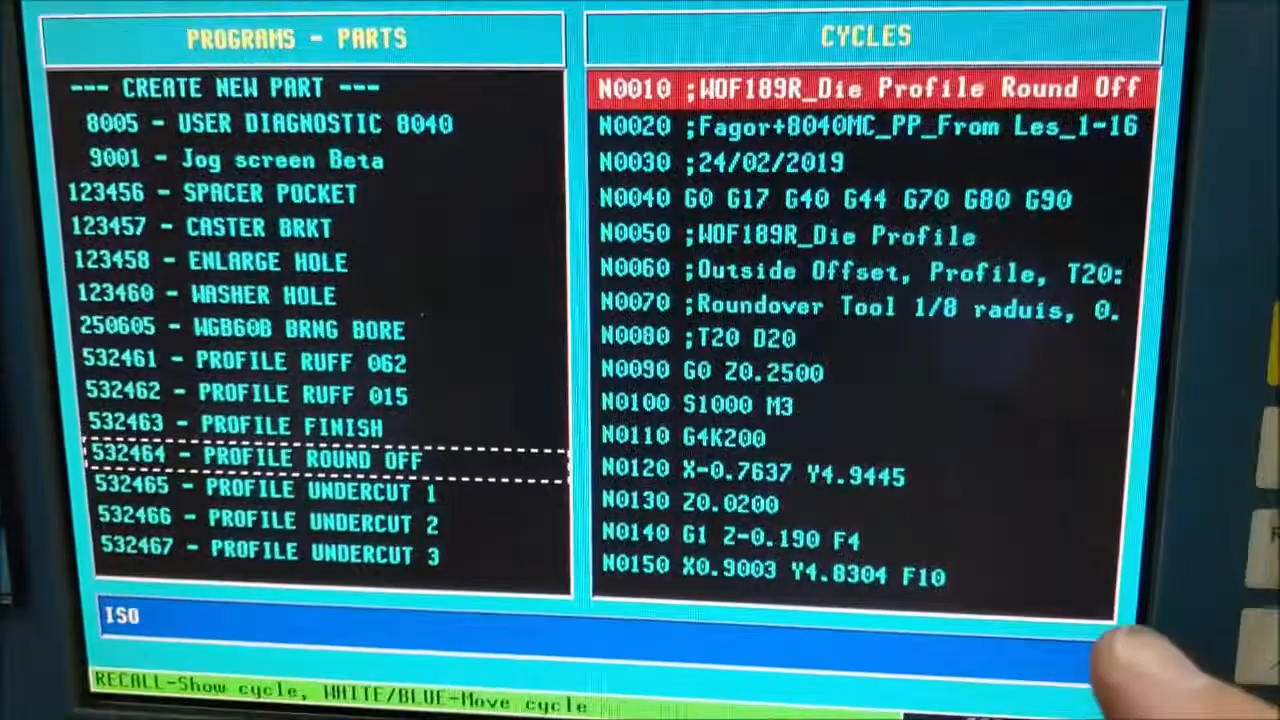 PROGRAMS - PARTS
--- CREATE NEW PART ---
8005 - USER DIAGNOSTIC 8040
9001 - Jog screen Beta
123456 - SPACER POCKET
123457 - CASTER BRKT
123458 - ENLARGE HOLE
123460 - WASHER HOLE
250605 - WGB60B BRNG BORE
532461 - PROFILE RUFF 062
532462 - PROFILE RUFF 015
532463 - PROFILE FINISH
532464 - PROFILE ROUND OFF
532465 - PROFILE UNDERCUT 1
532466 - PROFILE UNDERCUT 2
532467 - PROFILE UNDERCUT 3
CYCLES
N0010 ;WOF189R_Die Profile Round Off
N0020 ;Fagor+8040MC_PP_From Les_1-16
N0030 ;24/02/2019
N0040 G0 G17 G40 G44 G70 G80 G90
N0050 ;WOF189R_Die Profile
N0060 ;Outside Offset, Profile, T20:
N0070 ;Roundover Tool 1/8 raduis, 0.
N0080 ;T20 D20
N0090 G0 Z0.2500
N0100 S1000 M3
N0110 G4K200
N0120 X-0.7637 Y4.9445
N0130 Z0.0200
N0140 G1 Z-0.190 F4
N0150 X0.9003 Y4.8304 F10
ISO
RECALL-Show cycle, WHITE/BLUE-Move cycle